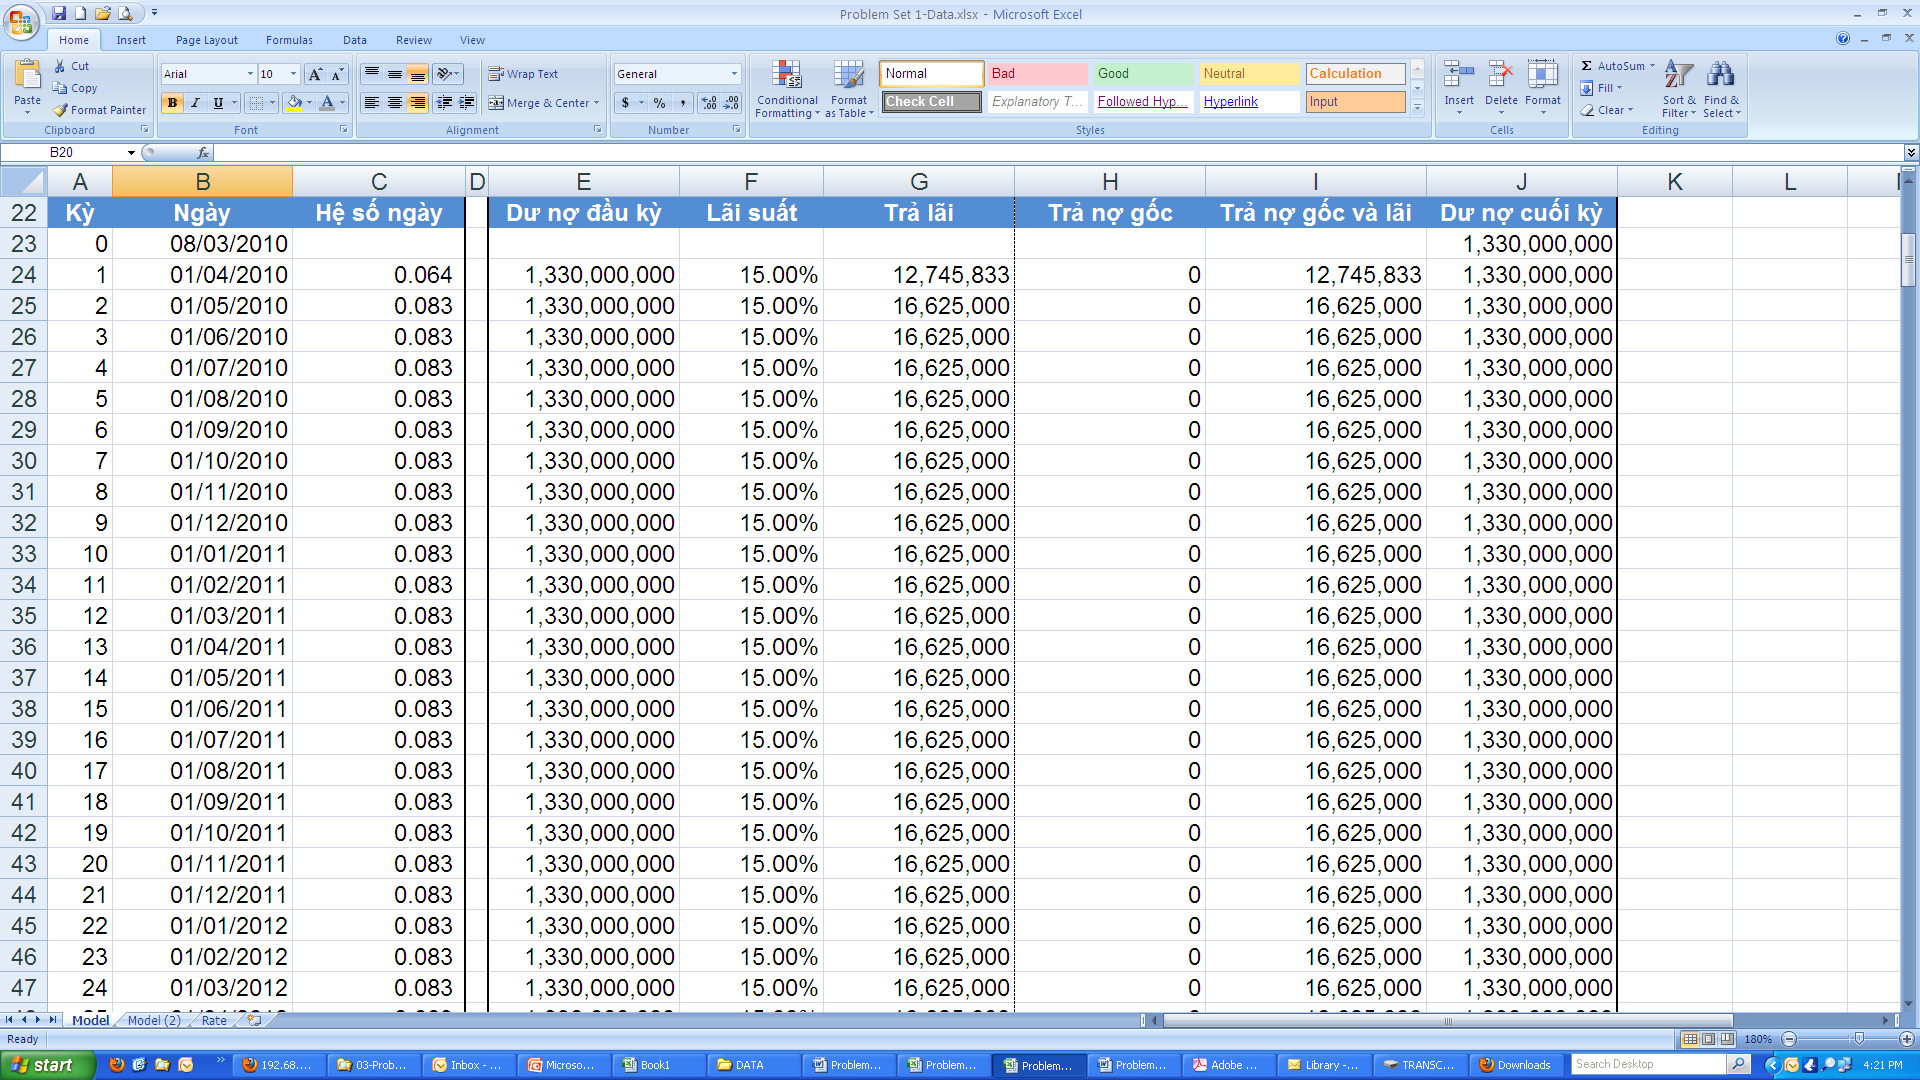 Problem Set 1-Data.xlsx - Microsoft Excel
Home Insert Page Layout Formulas Data Review View
Paste Cut Copy Format Painter Clipboard
Arial 10 B I U Font
Wrap Text Merge & Center Alignment
General $ % , Number
Conditional Formatting Format as Table
Normal Bad Good Neutral Calculation
Check Cell Explanatory T... Followed Hyp... Hyperlink Input
Styles
Insert Delete Format Cells
Σ AutoSum Fill Clear Sort & Filter Find & Select Editing
B20 fx
A B C D E F G H I J K L
22 Kỳ Ngày Hệ số ngày Dư nợ đầu kỳ Lãi suất Trả lãi Trả nợ gốc Trả nợ gốc và lãi Dư nợ cuối kỳ
23 0 08/03/2010 1,330,000,000
24 1 01/04/2010 0.064 1,330,000,000 15.00% 12,745,833 0 12,745,833 1,330,000,000
25 2 01/05/2010 0.083 1,330,000,000 15.00% 16,625,000 0 16,625,000 1,330,000,000
26 3 01/06/2010 0.083 1,330,000,000 15.00% 16,625,000 0 16,625,000 1,330,000,000
27 4 01/07/2010 0.083 1,330,000,000 15.00% 16,625,000 0 16,625,000 1,330,000,000
28 5 01/08/2010 0.083 1,330,000,000 15.00% 16,625,000 0 16,625,000 1,330,000,000
29 6 01/09/2010 0.083 1,330,000,000 15.00% 16,625,000 0 16,625,000 1,330,000,000
30 7 01/10/2010 0.083 1,330,000,000 15.00% 16,625,000 0 16,625,000 1,330,000,000
31 8 01/11/2010 0.083 1,330,000,000 15.00% 16,625,000 0 16,625,000 1,330,000,000
32 9 01/12/2010 0.083 1,330,000,000 15.00% 16,625,000 0 16,625,000 1,330,000,000
33 10 01/01/2011 0.083 1,330,000,000 15.00% 16,625,000 0 16,625,000 1,330,000,000
34 11 01/02/2011 0.083 1,330,000,000 15.00% 16,625,000 0 16,625,000 1,330,000,000
35 12 01/03/2011 0.083 1,330,000,000 15.00% 16,625,000 0 16,625,000 1,330,000,000
36 13 01/04/2011 0.083 1,330,000,000 15.00% 16,625,000 0 16,625,000 1,330,000,000
37 14 01/05/2011 0.083 1,330,000,000 15.00% 16,625,000 0 16,625,000 1,330,000,000
38 15 01/06/2011 0.083 1,330,000,000 15.00% 16,625,000 0 16,625,000 1,330,000,000
39 16 01/07/2011 0.083 1,330,000,000 15.00% 16,625,000 0 16,625,000 1,330,000,000
40 17 01/08/2011 0.083 1,330,000,000 15.00% 16,625,000 0 16,625,000 1,330,000,000
41 18 01/09/2011 0.083 1,330,000,000 15.00% 16,625,000 0 16,625,000 1,330,000,000
42 19 01/10/2011 0.083 1,330,000,000 15.00% 16,625,000 0 16,625,000 1,330,000,000
43 20 01/11/2011 0.083 1,330,000,000 15.00% 16,625,000 0 16,625,000 1,330,000,000
44 21 01/12/2011 0.083 1,330,000,000 15.00% 16,625,000 0 16,625,000 1,330,000,000
45 22 01/01/2012 0.083 1,330,000,000 15.00% 16,625,000 0 16,625,000 1,330,000,000
46 23 01/02/2012 0.083 1,330,000,000 15.00% 16,625,000 0 16,625,000 1,330,000,000
47 24 01/03/2012 0.083 1,330,000,000 15.00% 16,625,000 0 16,625,000 1,330,000,000
Model Model (2) Rate
Ready 180%
start 192.68.... 03-Prob... Inbox - ... Microso... Book1 DATA Problem... Problem... Problem... Problem... Adobe ... Library -... TRANSC... Downloads Search Desktop 4:21 PM